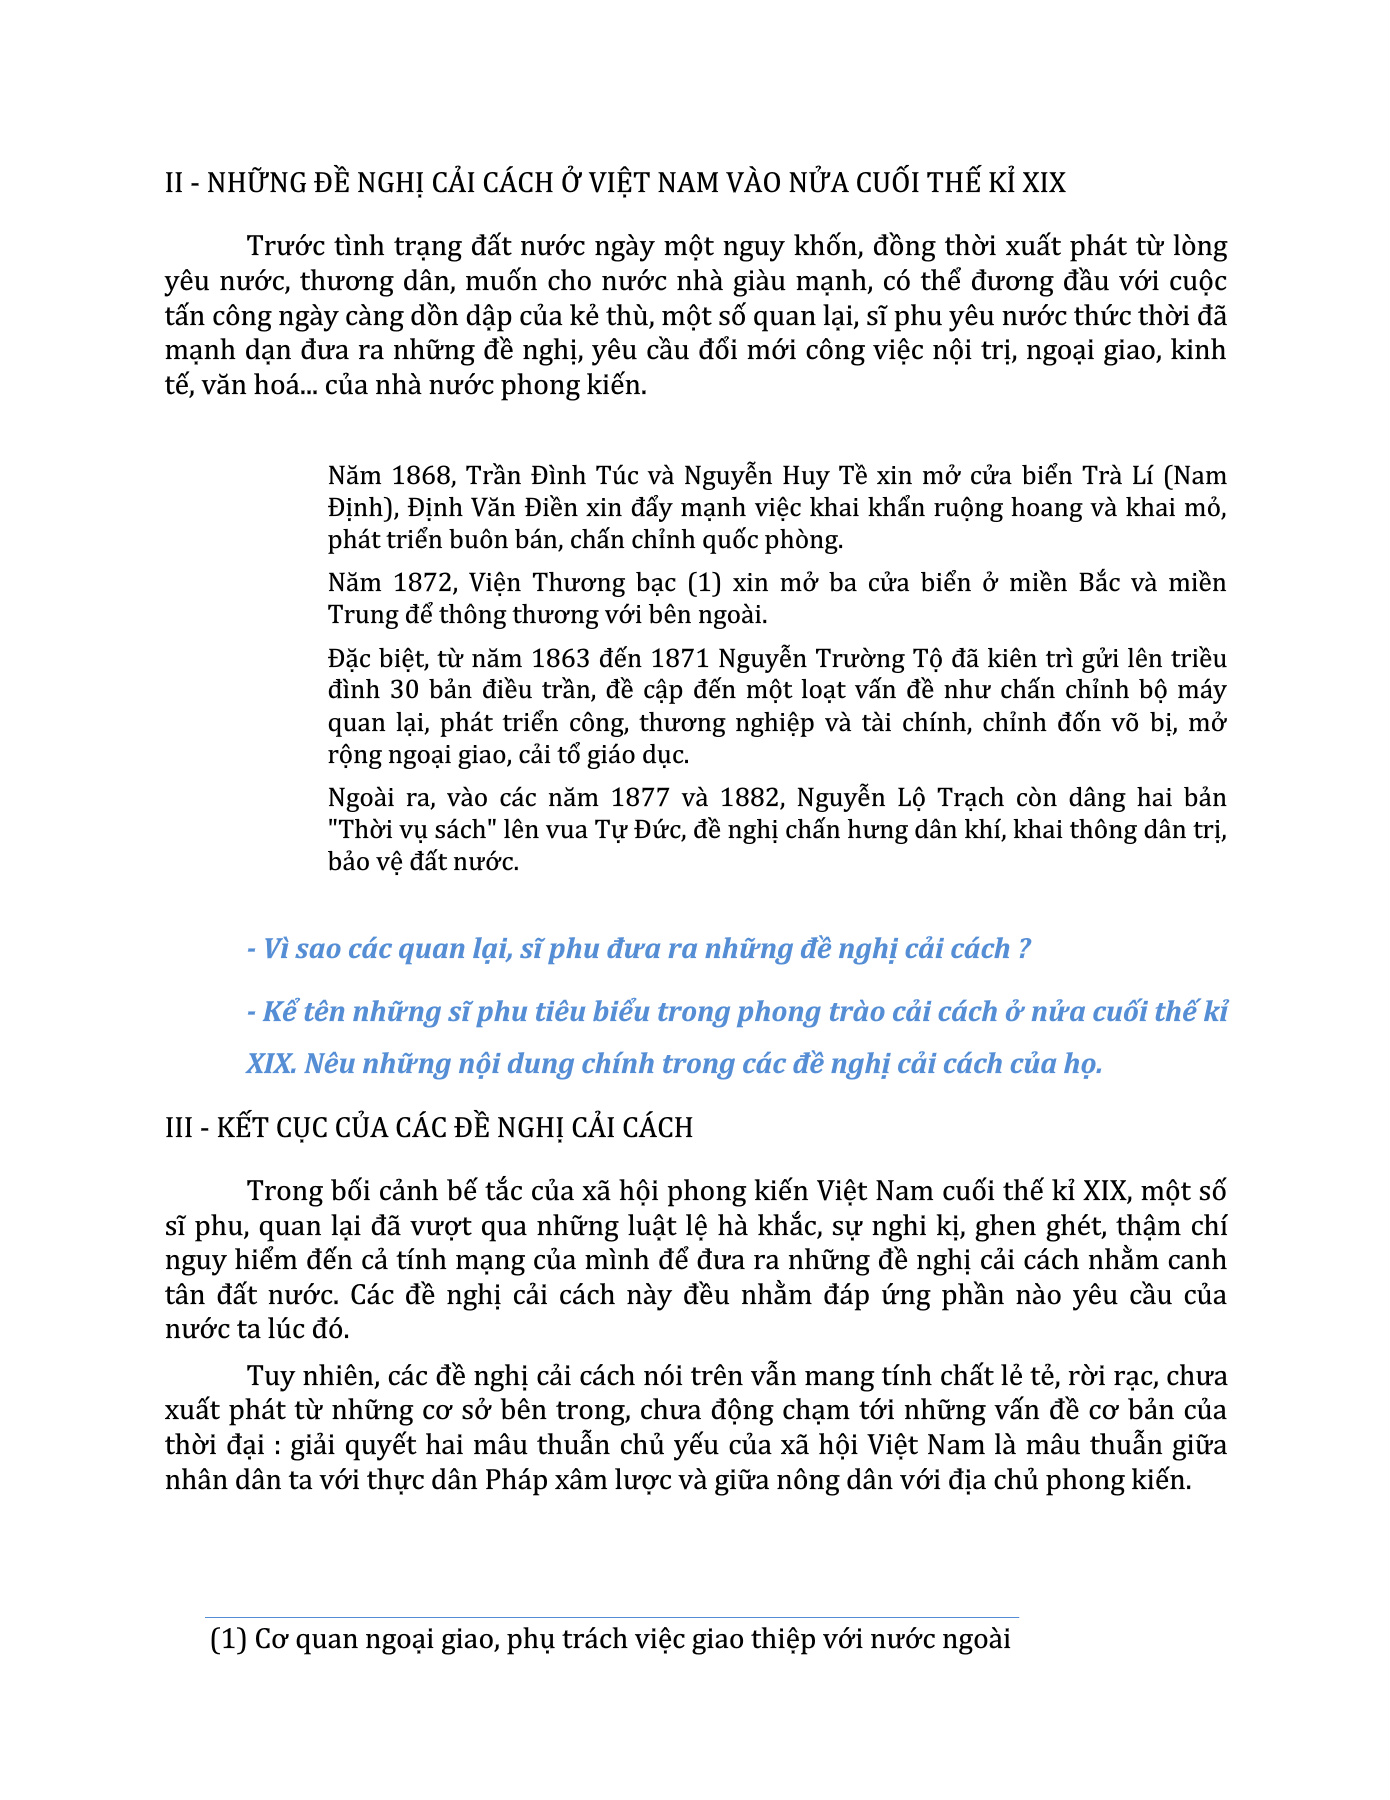 II - NHỮNG ĐỀ NGHỊ CẢI CÁCH Ở VIỆT NAM VÀO NỬA CUỐI THẾ KỈ XIX
Trước tình trạng đất nước ngày một nguy khốn, đồng thời xuất phát từ lòng
yêu nước, thương dân, muốn cho nước nhà giàu mạnh, có thể đương đầu với cuộc
tấn công ngày càng dồn dập của kẻ thù, một số quan lại, sĩ phu yêu nước thức thời đã
mạnh dạn đưa ra những đề nghị, yêu cầu đổi mới công việc nội trị, ngoại giao, kinh
tế, văn hoá... của nhà nước phong kiến.
Năm 1868, Trần Đình Túc và Nguyễn Huy Tề xin mở cửa biển Trà Lí (Nam
Định), Định Văn Điền xin đẩy mạnh việc khai khẩn ruộng hoang và khai mỏ,
phát triển buôn bán, chấn chỉnh quốc phòng.
Năm 1872, Viện Thương bạc (1) xin mở ba cửa biển ở miền Bắc và miền
Trung để thông thương với bên ngoài.
Đặc biệt, từ năm 1863 đến 1871 Nguyễn Trường Tộ đã kiên trì gửi lên triều
đình 30 bản điều trần, đề cập đến một loạt vấn đề như chấn chỉnh bộ máy
quan lại, phát triển công, thương nghiệp và tài chính, chỉnh đốn võ bị, mở
rộng ngoại giao, cải tổ giáo dục.
Ngoài ra, vào các năm 1877 và 1882, Nguyễn Lộ Trạch còn dâng hai bản
"Thời vụ sách" lên vua Tự Đức, đề nghị chấn hưng dân khí, khai thông dân trị,
bảo vệ đất nước.
- Vì sao các quan lại, sĩ phu đưa ra những đề nghị cải cách ?
- Kể tên những sĩ phu tiêu biểu trong phong trào cải cách ở nửa cuối thế kỉ
XIX. Nêu những nội dung chính trong các đề nghị cải cách của họ.
III - KẾT CỤC CỦA CÁC ĐỀ NGHỊ CẢI CÁCH
Trong bối cảnh bế tắc của xã hội phong kiến Việt Nam cuối thế kỉ XIX, một số
sĩ phu, quan lại đã vượt qua những luật lệ hà khắc, sự nghi kị, ghen ghét, thậm chí
nguy hiểm đến cả tính mạng của mình để đưa ra những đề nghị cải cách nhằm canh
tân đất nước. Các đề nghị cải cách này đều nhằm đáp ứng phần nào yêu cầu của
nước ta lúc đó.
Tuy nhiên, các đề nghị cải cách nói trên vẫn mang tính chất lẻ tẻ, rời rạc, chưa
xuất phát từ những cơ sở bên trong, chưa động chạm tới những vấn đề cơ bản của
thời đại : giải quyết hai mâu thuẫn chủ yếu của xã hội Việt Nam là mâu thuẫn giữa
nhân dân ta với thực dân Pháp xâm lược và giữa nông dân với địa chủ phong kiến.
(1) Cơ quan ngoại giao, phụ trách việc giao thiệp với nước ngoài